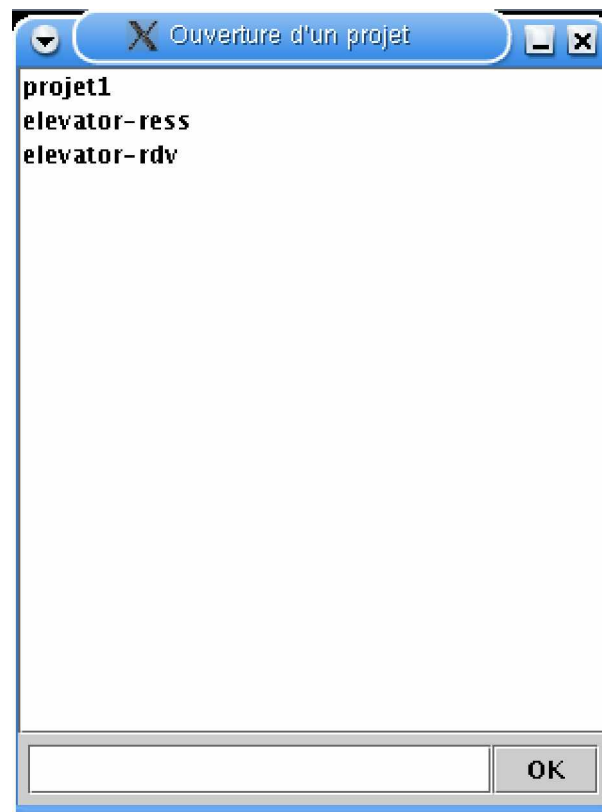 Ouverture d'un projet
projet1
elevator-ress
elevator-rdv
OK